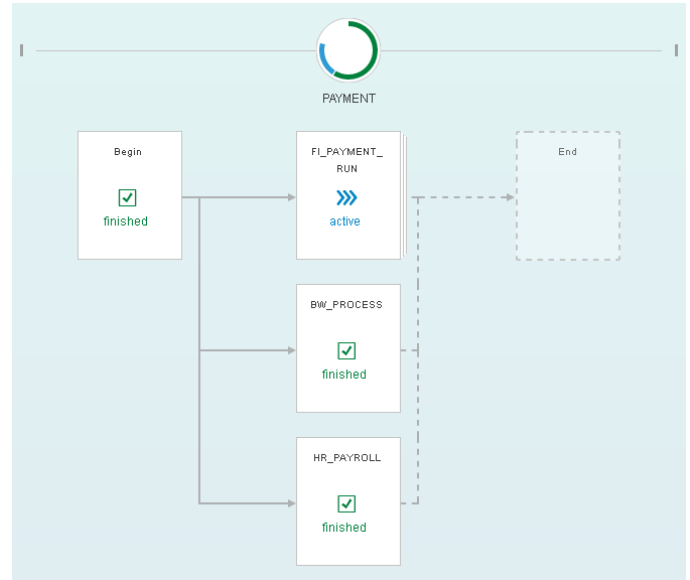 PAYMENT
Begin
finished
FI_PAYMENT_
RUN
active
End
BW_PROCESS
finished
HR_PAYROLL
finished